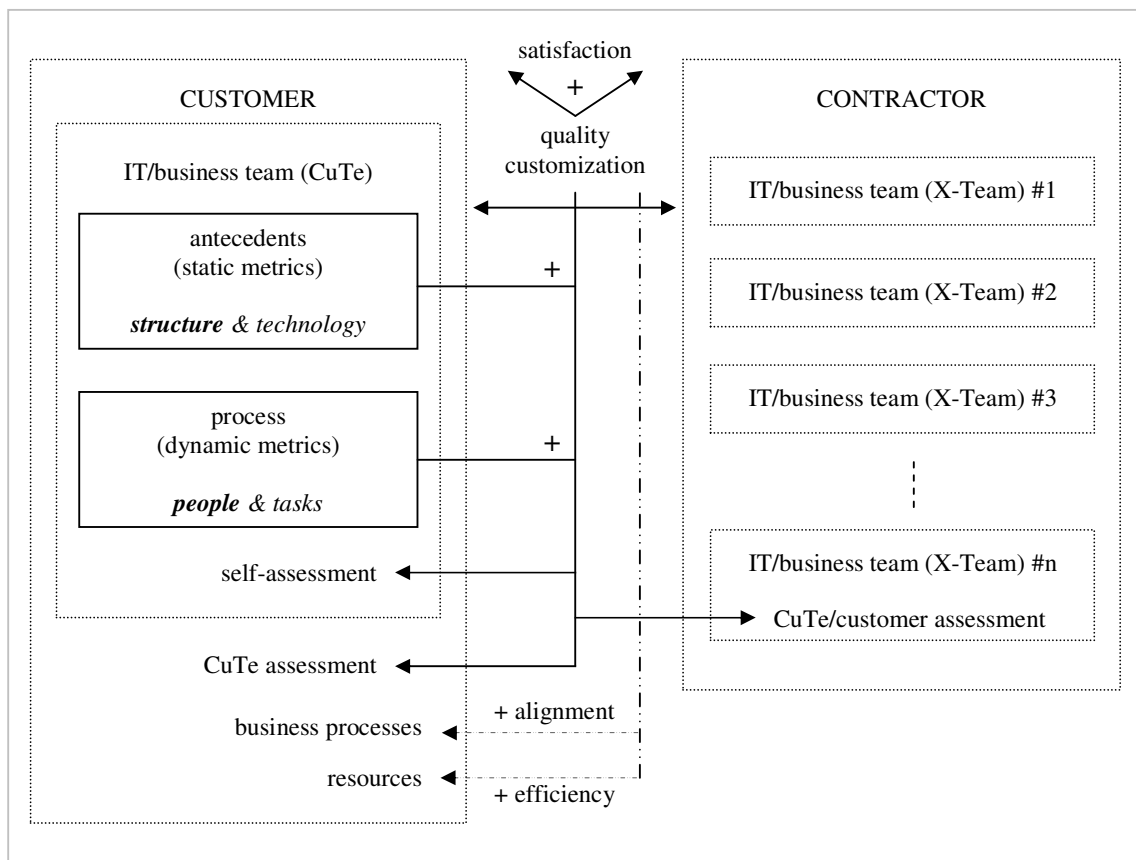 satisfaction
+
quality
customization
CUSTOMER
IT/business team (CuTe)
antecedents
(static metrics)
structure & technology
+
process
(dynamic metrics)
people & tasks
+
self-assessment
CuTe assessment
business processes
+ alignment
resources
+ efficiency
CONTRACTOR
IT/business team (X-Team) #1
IT/business team (X-Team) #2
IT/business team (X-Team) #3
IT/business team (X-Team) #n
CuTe/customer assessment